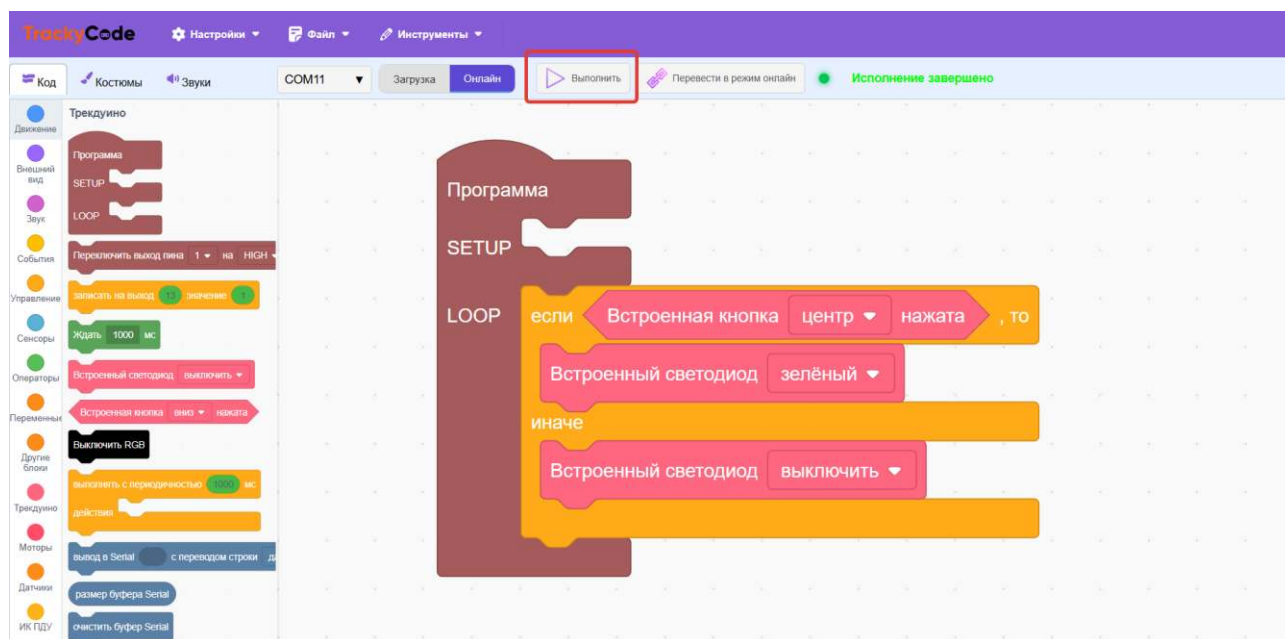 TrackyCode Настройки Файл Инструменты
Код Костюмы Звуки COM11 Загрузка Онлайн Выполнить Перевести в режим онлайн Исполнение завершено
Движение
Внешний вид
Звук
События
Управление
Сенсоры
Операторы
Переменные
Другие блоки
Трекдуино
Моторы
Датчики
ИК ПДУ
Трекдуино
Программа
SETUP
LOOP
Переключить выход пина 1 на HIGH
записать на выход 13 значение 1
Ждать 1000 мс
Встроенный светодиод выключить
Встроенная кнопка вниз нажата
Выключить RGB
выполнять с периодичностью 1000 мс
действия
вывод в Serial с переводом строки
размер буфера Serial
очистить буфер Serial
Программа
SETUP
LOOP
если Встроенная кнопка центр нажата , то
Встроенный светодиод зелёный
иначе
Встроенный светодиод выключить